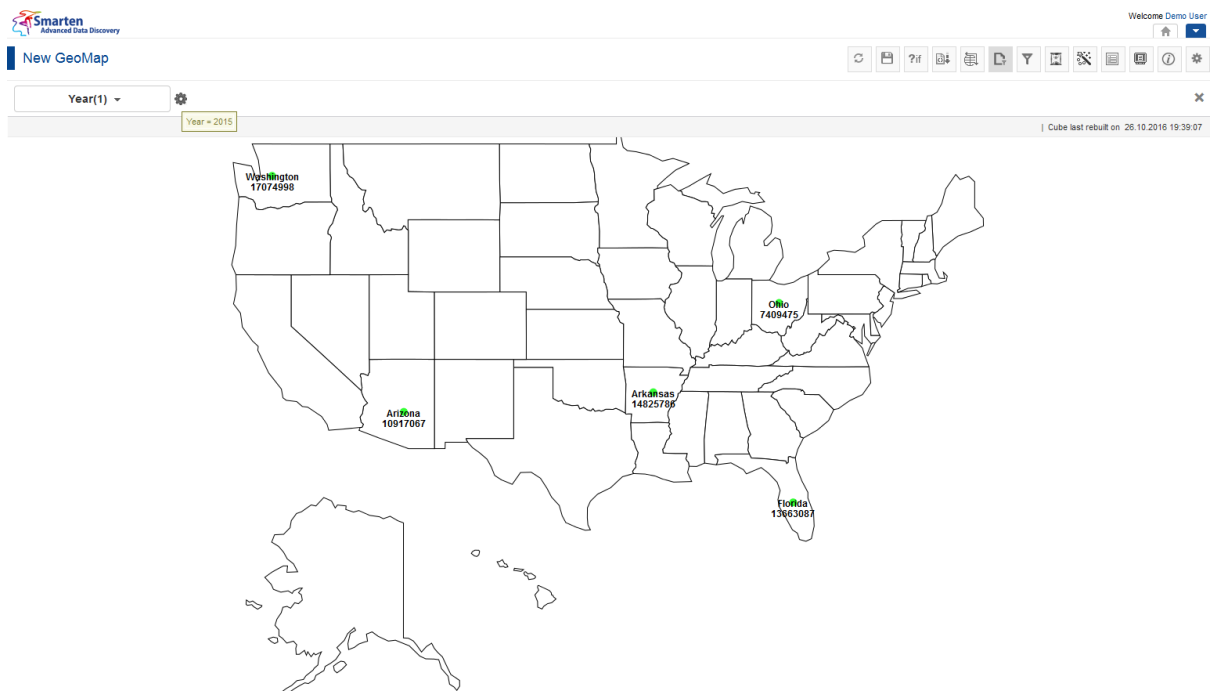 Smarten
Advanced Data Discovery
Welcome Demo User
New GeoMap
?if
Year(1)
Year = 2015
| Cube last rebuilt on 26.10.2016 19:39:07
Washington
17074998
Ohio
7409475
Arkansas
14825786
Arizona
10917067
Florida
13663087